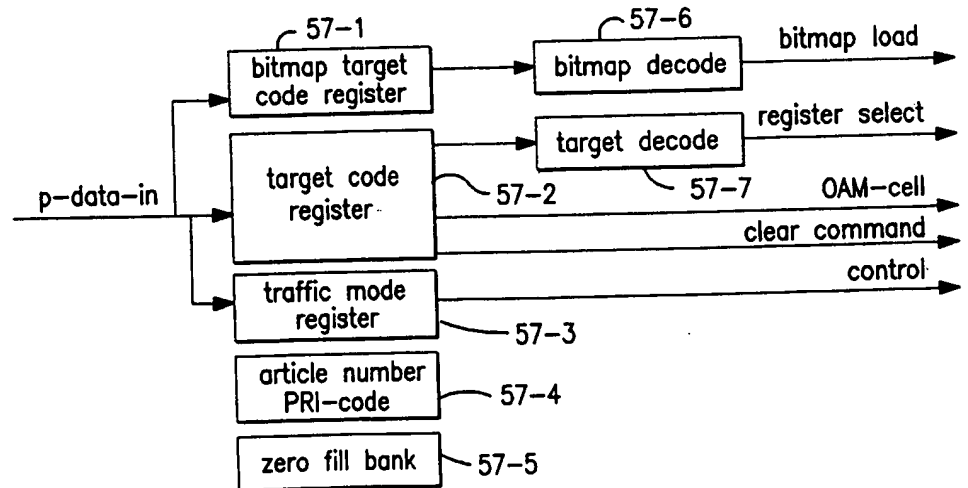 57-1
57-6
bitmap load
bitmap target
code register
bitmap decode
register select
target decode
p-data-in
target code
register
57-2
57-7
OAM-cell
clear command
control
traffic mode
register
57-3
article number
PRI-code
57-4
zero fill bank
57-5